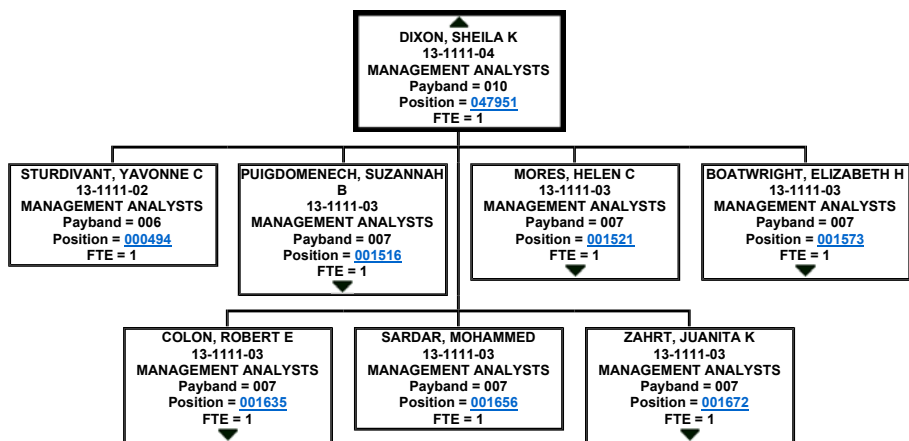 DIXON, SHEILA K
13-1111-04
MANAGEMENT ANALYSTS
Payband = 010
Position = 047951
FTE = 1
STURDIVANT, YAVONNE C
13-1111-02
MANAGEMENT ANALYSTS
Payband = 006
Position = 000494
FTE = 1
PUIGDOMENECH, SUZANNAH
B
13-1111-03
MANAGEMENT ANALYSTS
Payband = 007
Position = 001516
FTE = 1
MORES, HELEN C
13-1111-03
MANAGEMENT ANALYSTS
Payband = 007
Position = 001521
FTE = 1
BOATWRIGHT, ELIZABETH H
13-1111-03
MANAGEMENT ANALYSTS
Payband = 007
Position = 001573
FTE = 1
COLON, ROBERT E
13-1111-03
MANAGEMENT ANALYSTS
Payband = 007
Position = 001635
FTE = 1
SARDAR, MOHAMMED
13-1111-03
MANAGEMENT ANALYSTS
Payband = 007
Position = 001656
FTE = 1
ZAHRT, JUANITA K
13-1111-03
MANAGEMENT ANALYSTS
Payband = 007
Position = 001672
FTE = 1